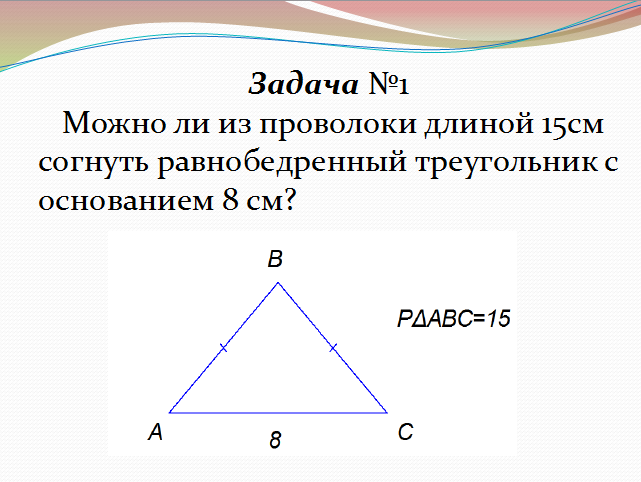 Задача №1
Можно ли из проволоки длиной 15см
согнуть равнобедренный треугольник с
основанием 8 см?
B
PΔABC=15
A
8
C